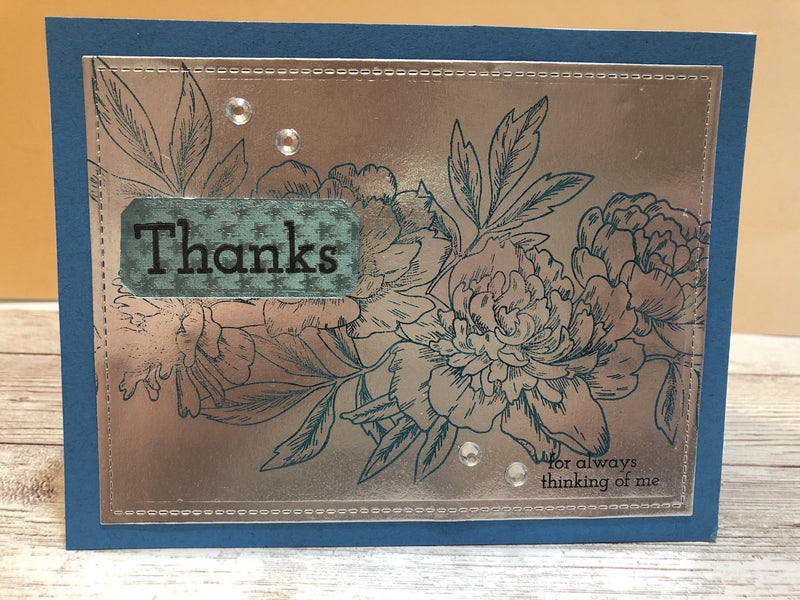 Thanks
for always
thinking of me